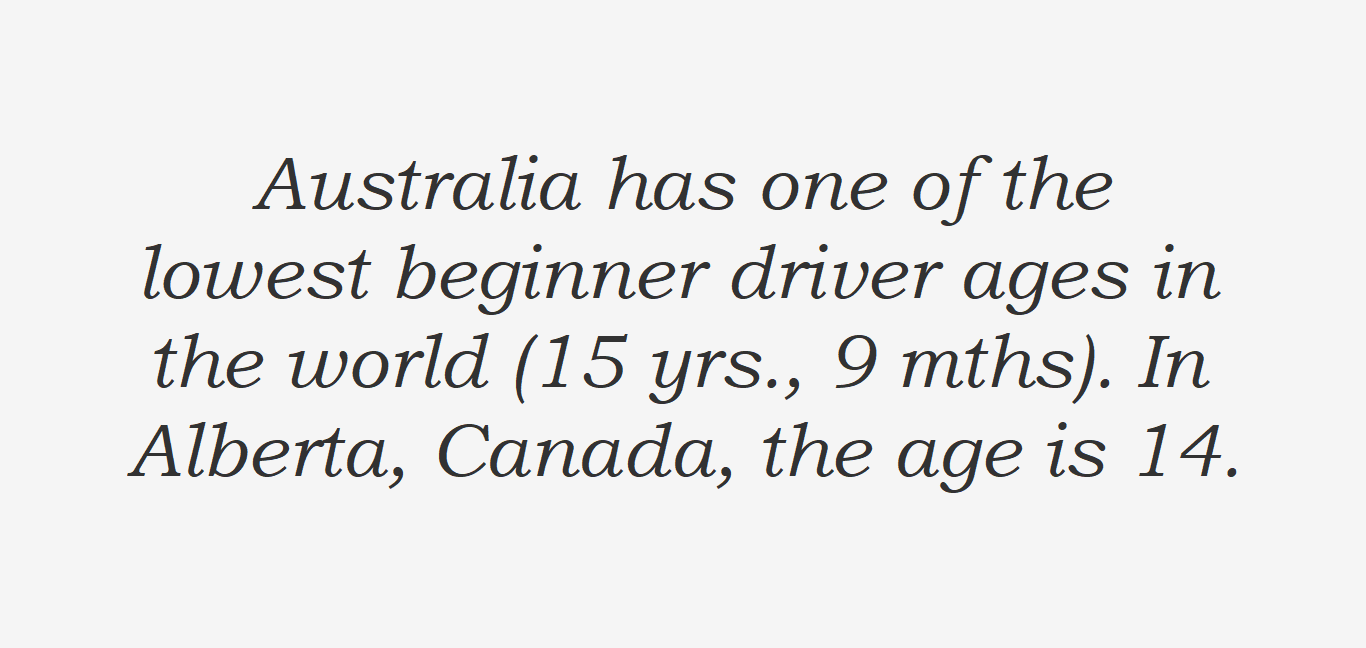 Australia has one of the
lowest beginner driver ages in
the world (15 yrs., 9 mths). In
Alberta, Canada, the age is 14.